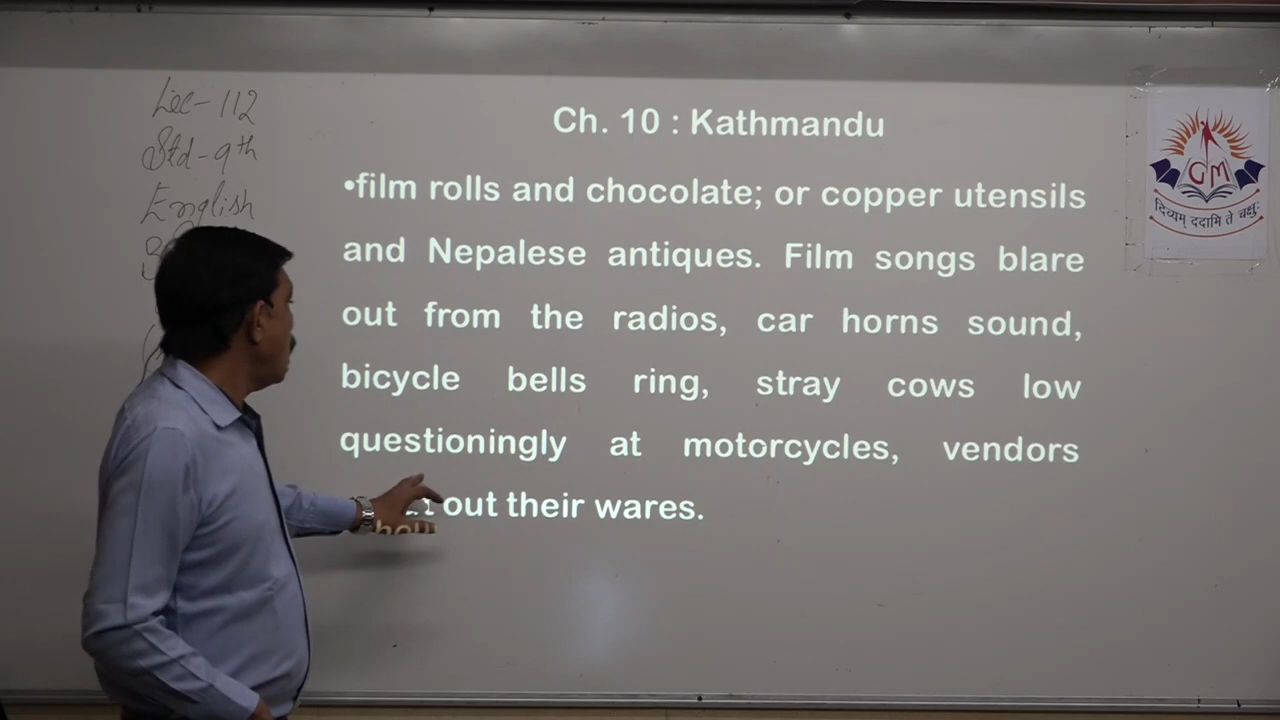 Lec-112
Std-9th
English
Ch. 10 : Kathmandu
•film rolls and chocolate; or copper utensils
and Nepalese antiques. Film songs blare
out from the radios, car horns sound,
bicycle bells ring, stray cows low
questioningly at motorcycles, vendors
out their wares.
GM
दिव्यम् ददामि ते चक्षुः